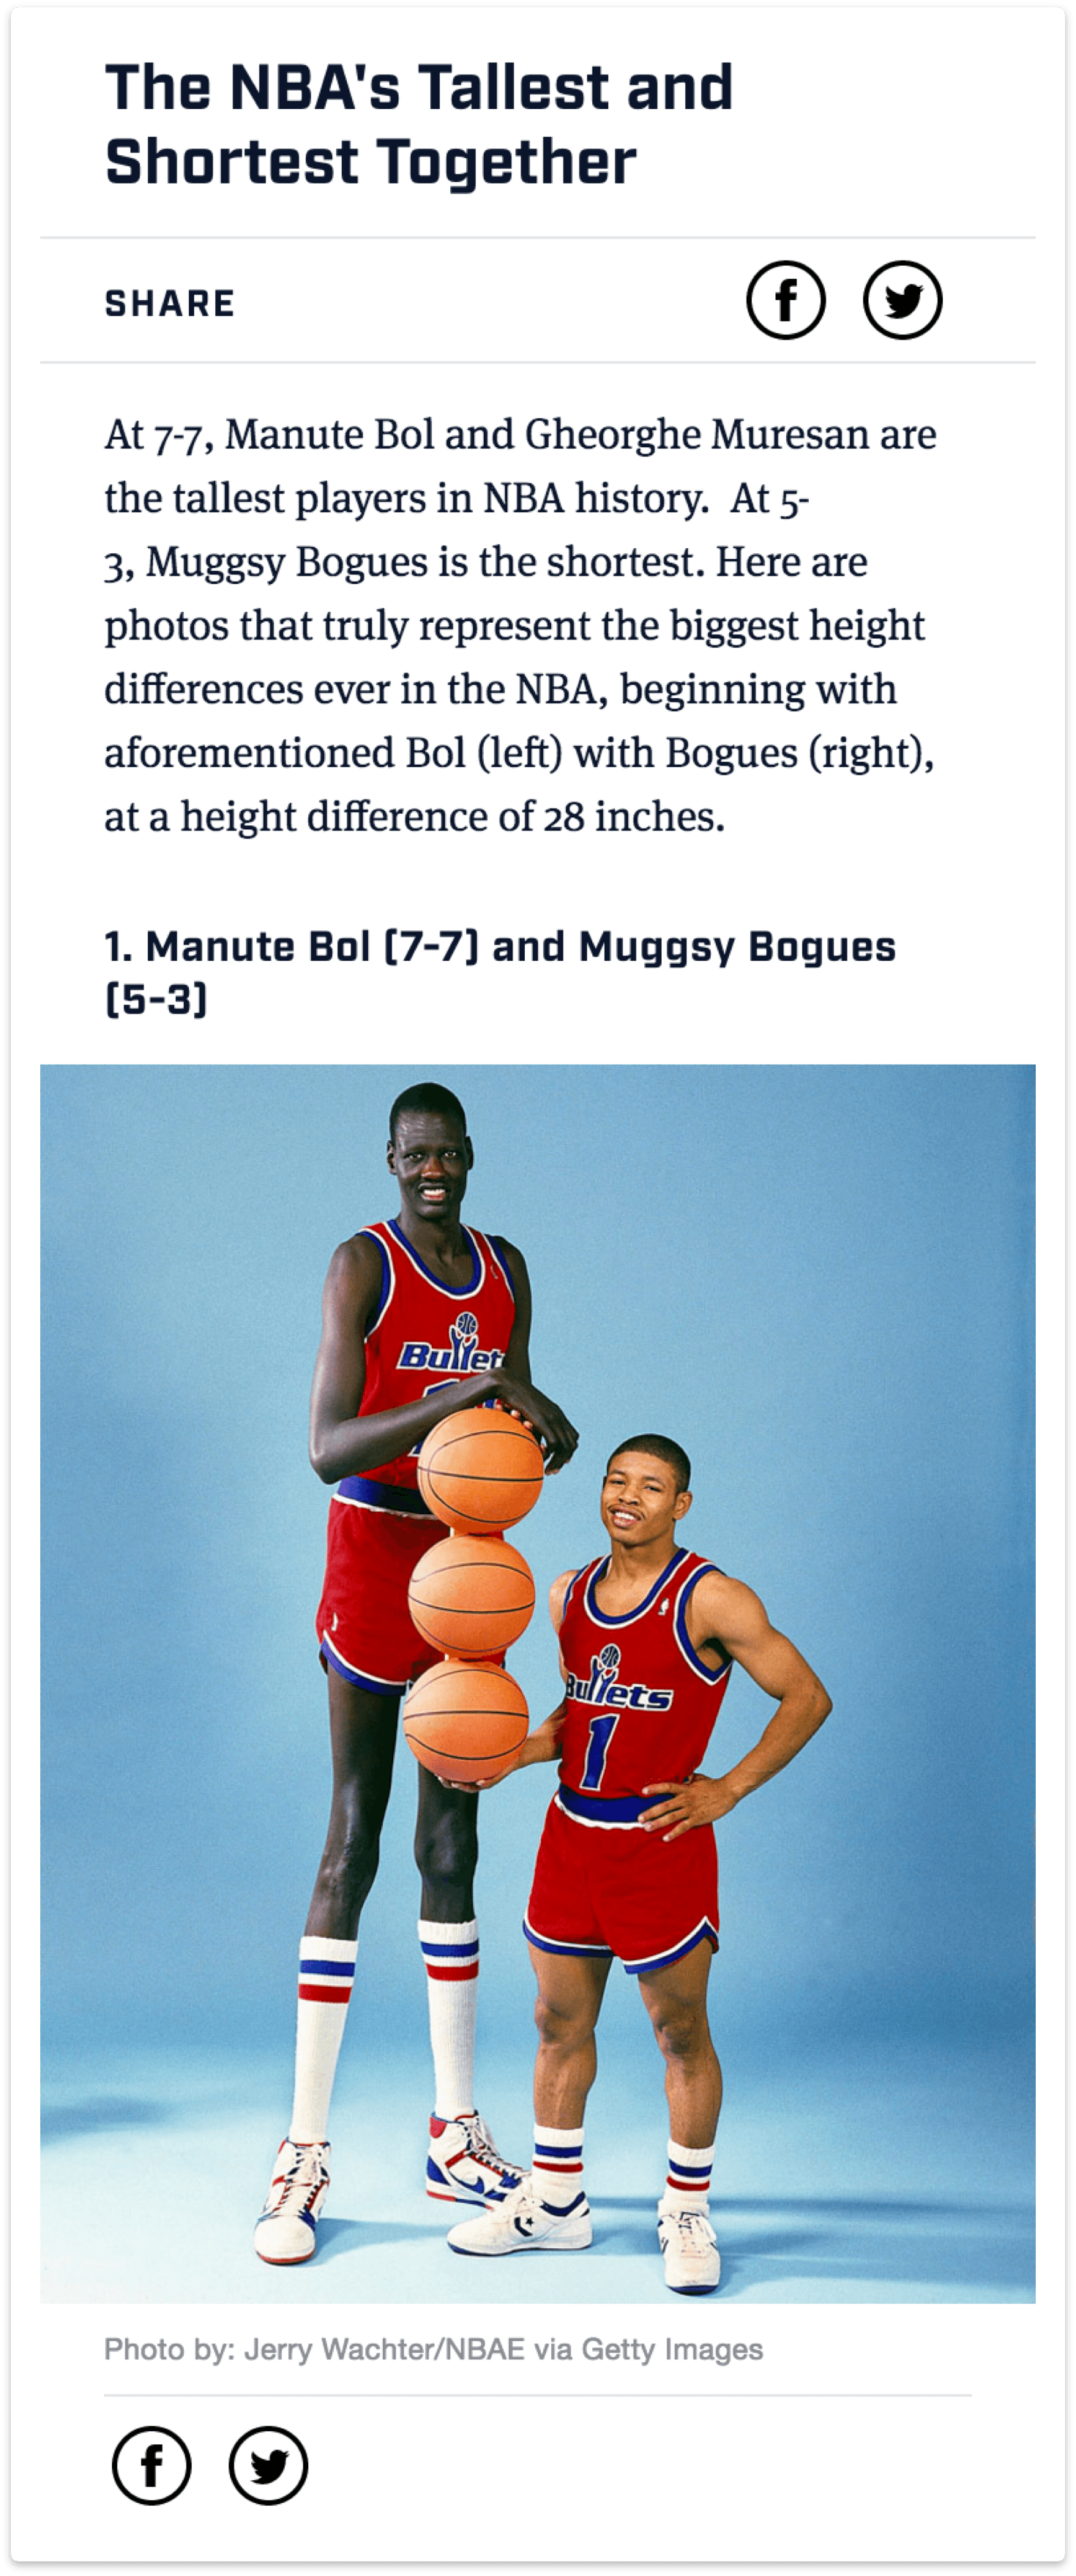 The NBA's Tallest and
Shortest Together
SHARE
At 7-7, Manute Bol and Gheorghe Muresan are
the tallest players in NBA history.  At 5-
3, Muggsy Bogues is the shortest. Here are
photos that truly represent the biggest height
differences ever in the NBA, beginning with
aforementioned Bol (left) with Bogues (right),
at a height difference of 28 inches.
1. Manute Bol (7-7) and Muggsy Bogues
(5-3)
Bullet
Bullets
1
Photo by: Jerry Wachter/NBAE via Getty Images